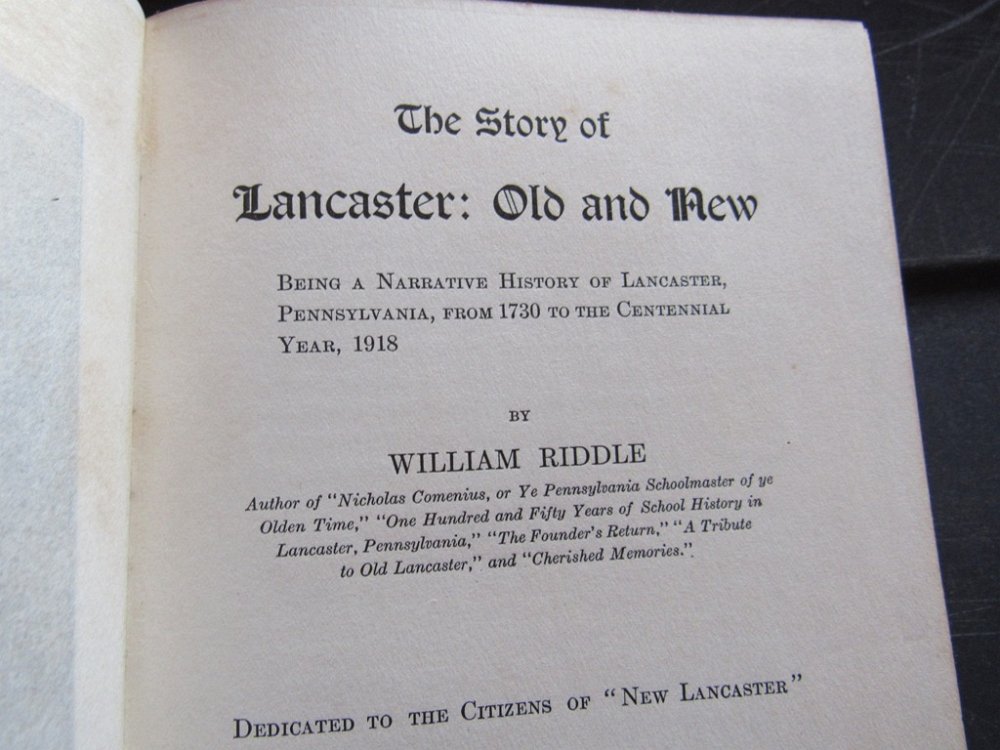 The Story of
Lancaster: Old and New
Being a Narrative History of Lancaster,
Pennsylvania, from 1730 to the Centennial
Year, 1918
BY
WILLIAM RIDDLE
Author of "Nicholas Comenius, or Ye Pennsylvania Schoolmaster of ye
Olden Time," "One Hundred and Fifty Years of School History in
Lancaster, Pennsylvania," "The Founder's Return," "A Tribute
to Old Lancaster," and "Cherished Memories."
Dedicated to the Citizens of "New Lancaster"